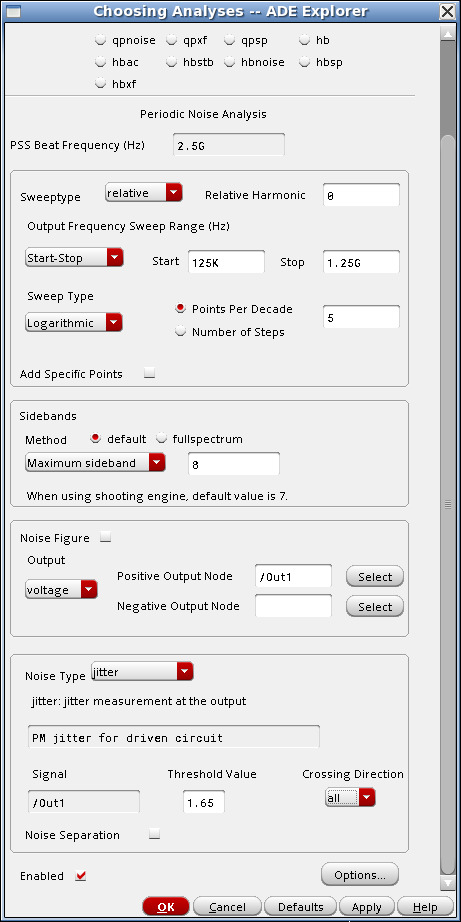 Choosing Analyses -- ADE Explorer
qpnoise qpxf qpsp hb
hbac hbstb hbnoise hbsp
hbxf
Periodic Noise Analysis
PSS Beat Frequency (Hz) 2.5G
Sweeptype relative Relative Harmonic 0
Output Frequency Sweep Range (Hz)
Start-Stop Start 125K Stop 1.25G
Sweep Type
Logarithmic Points Per Decade 5
Number of Steps
Add Specific Points
Sidebands
Method default fullspectrum
Maximum sideband 8
When using shooting engine, default value is 7.
Noise Figure
Output
voltage Positive Output Node /Out1 Select
Negative Output Node Select
Noise Type jitter
jitter: jitter measurement at the output
PM jitter for driven circuit
Signal Threshold Value Crossing Direction
/Out1 1.65 all
Noise Separation
Enabled Options...
OK Cancel Defaults Apply Help